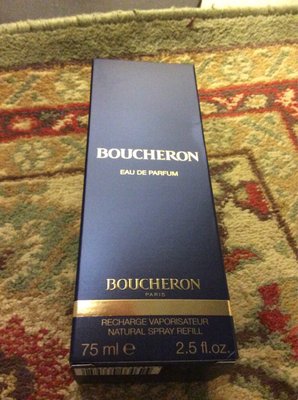 BOUCHERON
EAU DE PARFUM
BOUCHERON
PARIS
RECHARGE VAPORISATEUR
NATURAL SPRAY REFILL
75 ml ℮ 2.5 fl.oz.